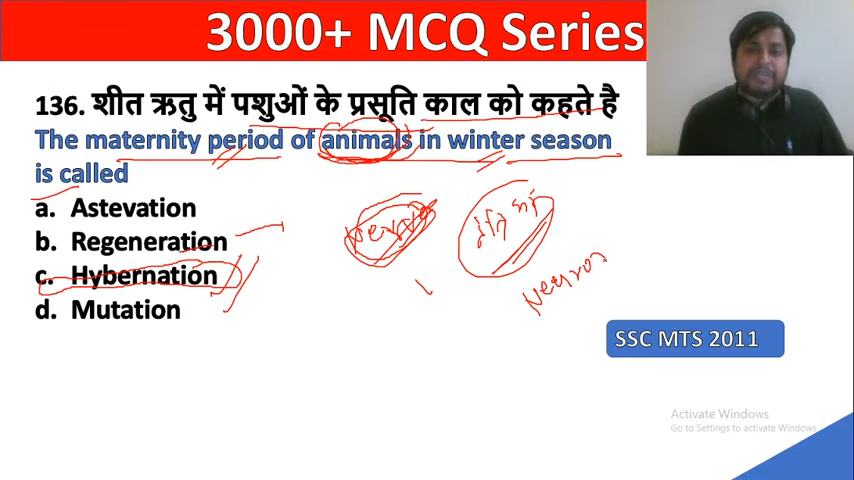 3000+ MCQ Series
136. शीत ऋतु में पशुओं के प्रसूति काल को कहते है
The maternity period of animals in winter season
is called
a. Astevation
b. Regeneration
c. Hybernation
d. Mutation
Neuron
SSC MTS 2011
Activate Windows
Go to Settings to activate Windows.